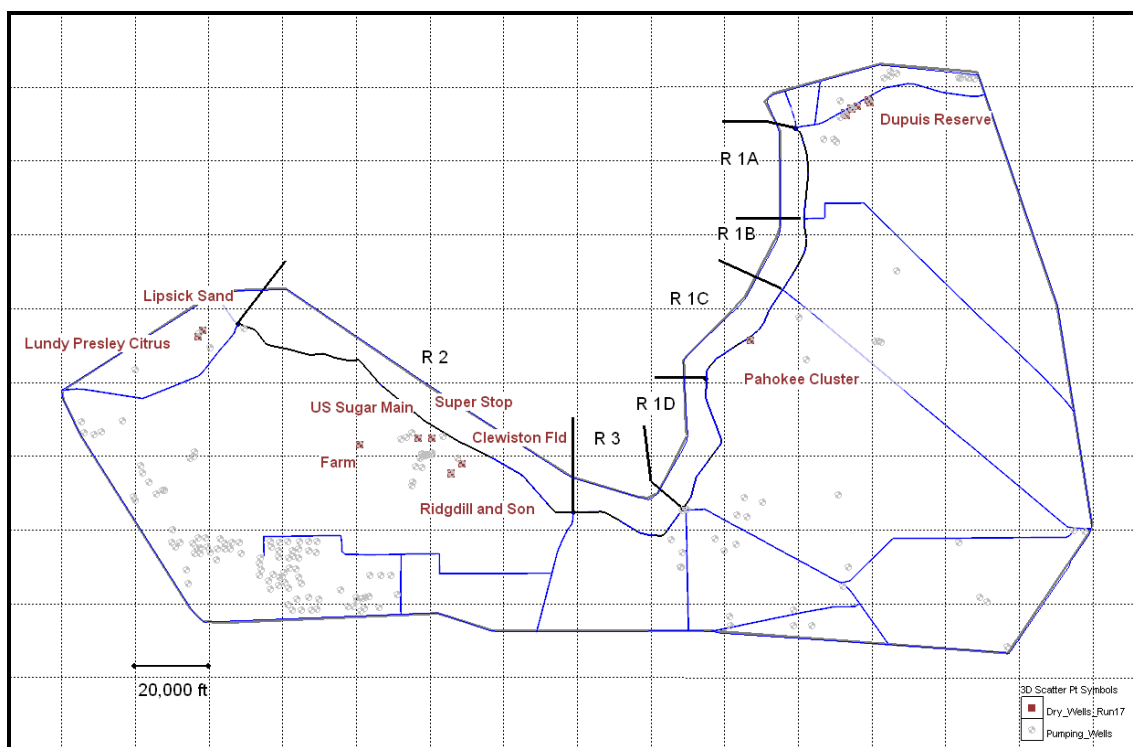 Dupuis Reserve
R 1A
R 1B
Lipsick Sand
R 1C
Lundy Presley Citrus
R 2
Pahokee Cluster
Super Stop
US Sugar Main
R 1D
Clewiston Fld
R 3
Farm
Ridgdill and Son
20,000 ft
3D Scatter Pt Symbols
Dry_Wells_Run17
Pumping_Wells